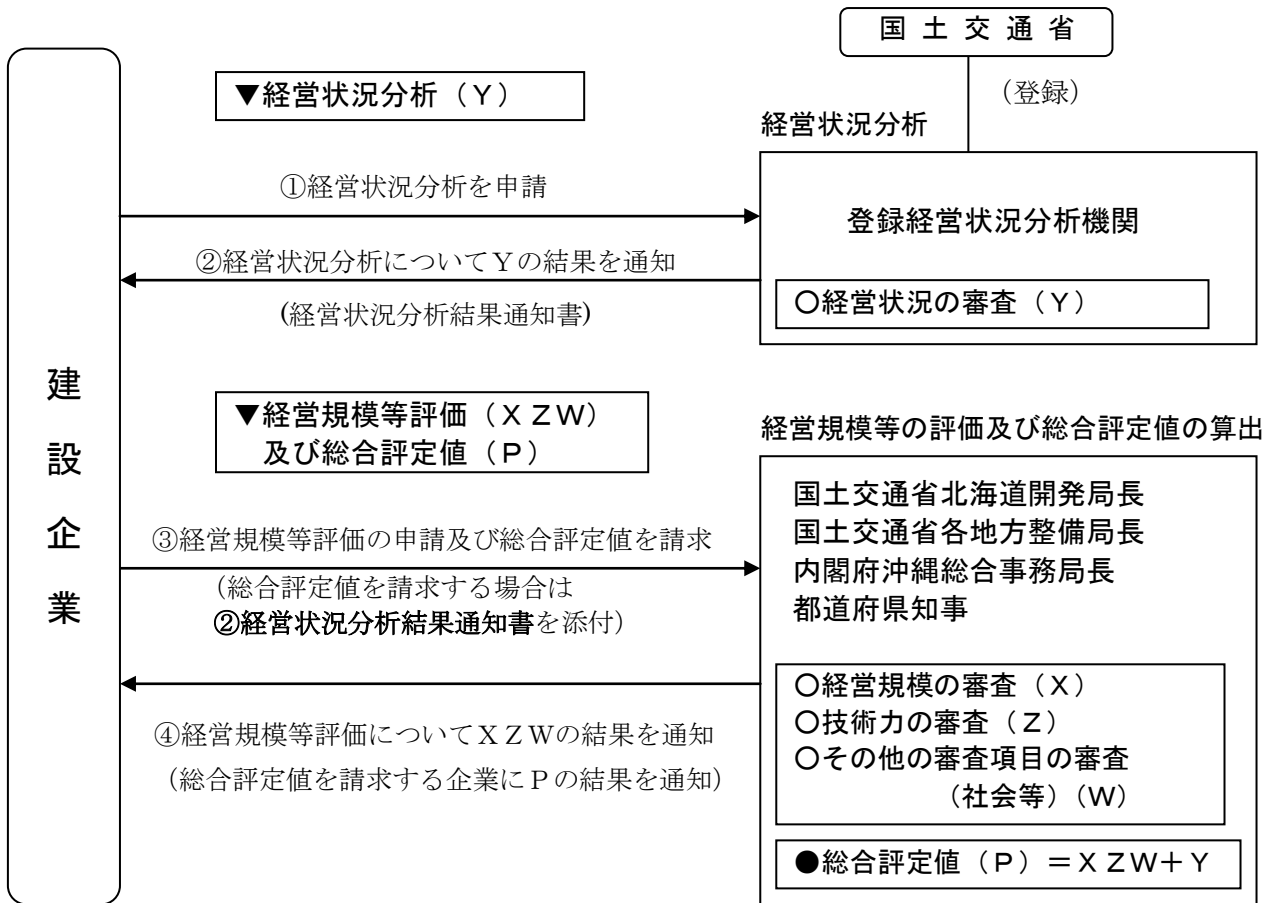 国土交通省
(登録)
▼経営状況分析(Y)
経営状況分析
①経営状況分析を申請
登録経営状況分析機関
②経営状況分析についてYの結果を通知
(経営状況分析結果通知書)
〇経営状況の審査(Y)
建設企業
▼経営規模等評価(XZW)
及び総合評定値(P)
経営規模等の評価及び総合評定値の算出
国土交通省北海道開発局長
国土交通省各地方整備局長
内閣府沖縄総合事務局長
都道府県知事
③経営規模等評価の申請及び総合評定値を請求
(総合評定値を請求する場合は
②経営状況分析結果通知書を添付)
〇経営規模の審査(X)
〇技術力の審査(Z)
〇その他の審査項目の審査
(社会等)(W)
④経営規模等評価についてXZWの結果を通知
(総合評定値を請求する企業にPの結果を通知)
●総合評定値(P)=XZW+Y